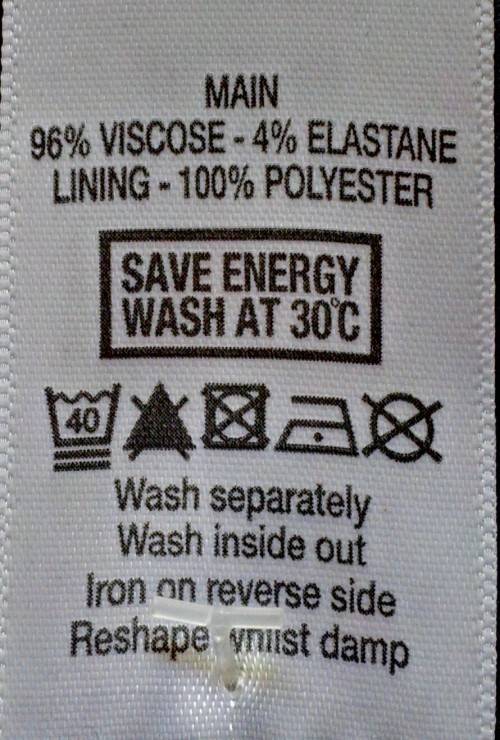 MAIN
96% VISCOSE - 4% ELASTANE
LINING - 100% POLYESTER
SAVE ENERGY
WASH AT 30°C
40
Wash separately
Wash inside out
Iron on reverse side
Reshape whilst damp